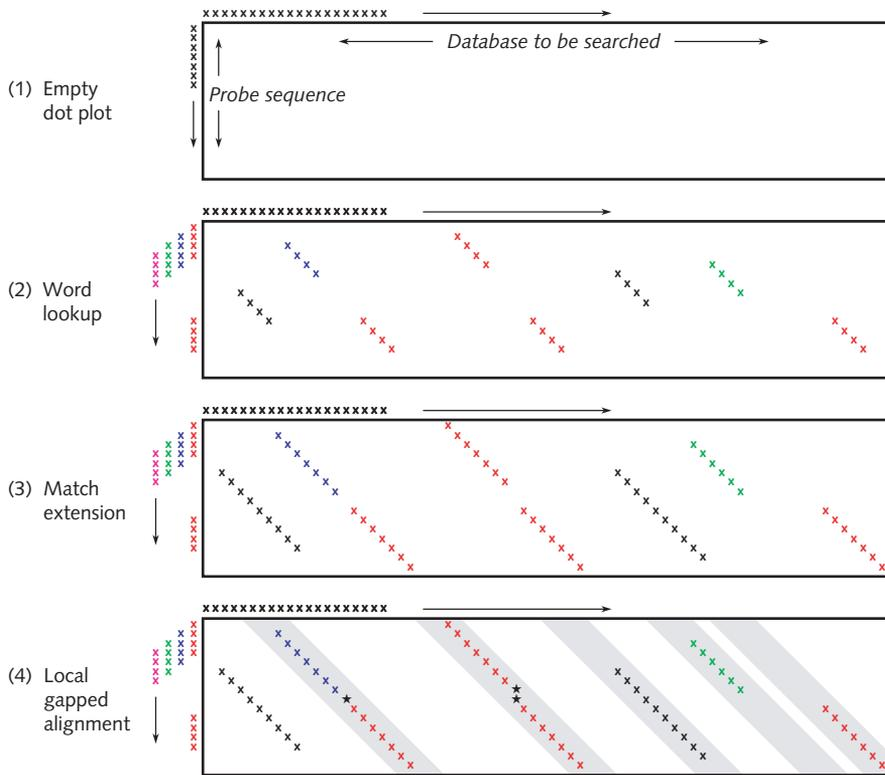 xxxxxxxxxxxxxxxxxxxx
Database to be searched
(1) Empty
dot plot
Probe sequence
(2) Word
lookup
(3) Match
extension
(4) Local
gapped
alignment